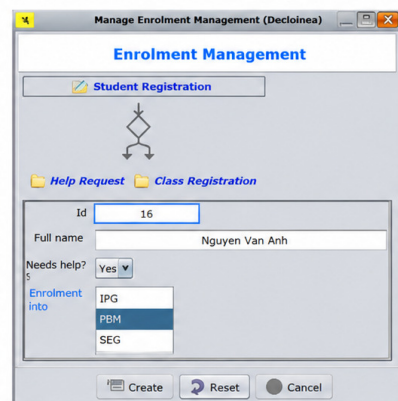 Manage Enrolment Management (Decloinea)
Enrolment Management
Student Registration
Help Request Class Registration
Id 16
Full name Nguyen Van Anh
Needs help? Yes
Enrolment into
IPG
PBM
SEG
Create Reset Cancel